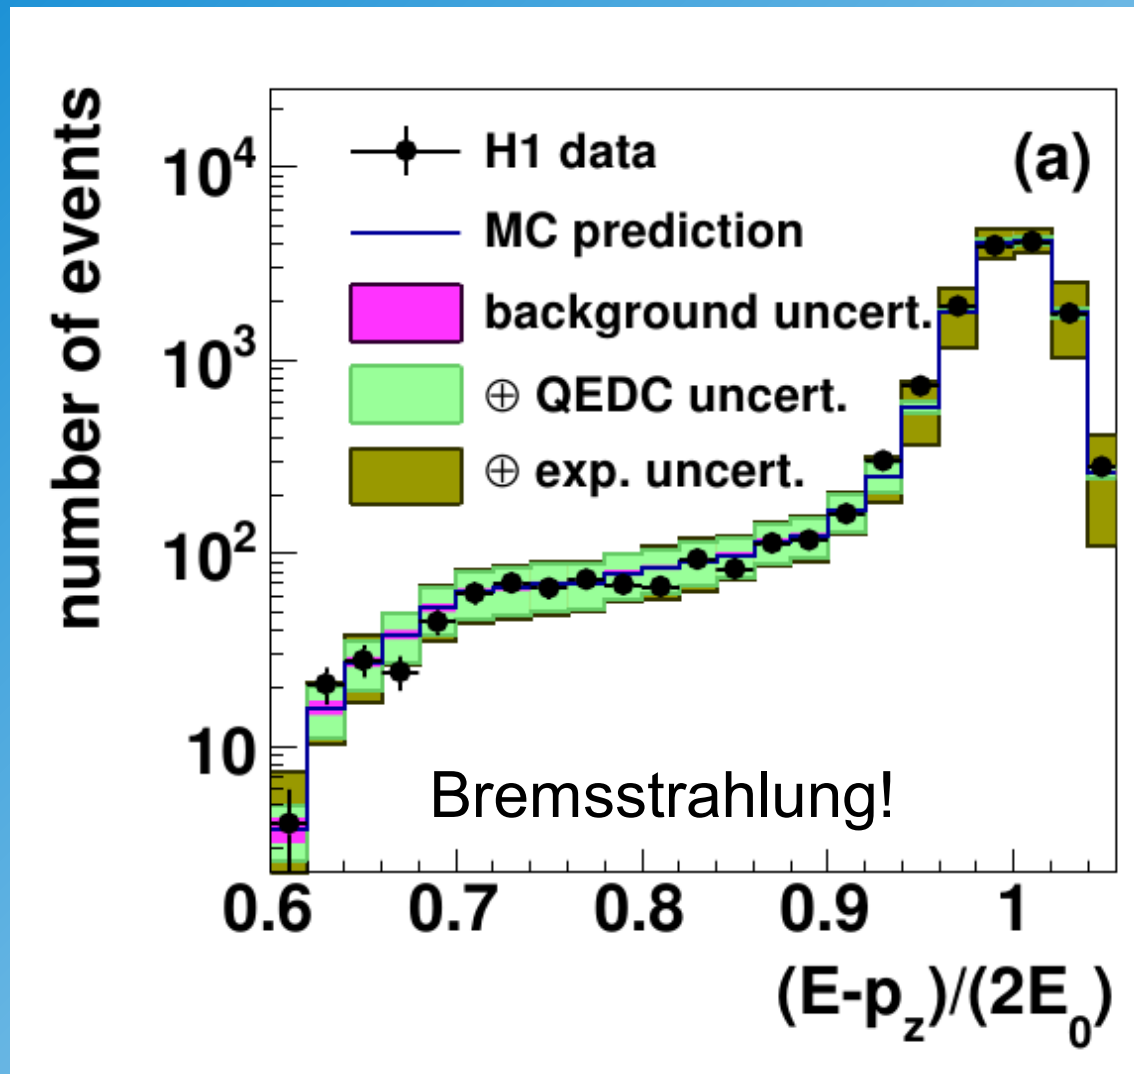 number of events
10⁴
10³
10²
10
H1 data
(a)
MC prediction
background uncert.
⊕ QEDC uncert.
⊕ exp. uncert.
Bremsstrahlung!
0.6 0.7 0.8 0.9 1
(E-p_z)/(2E_0)